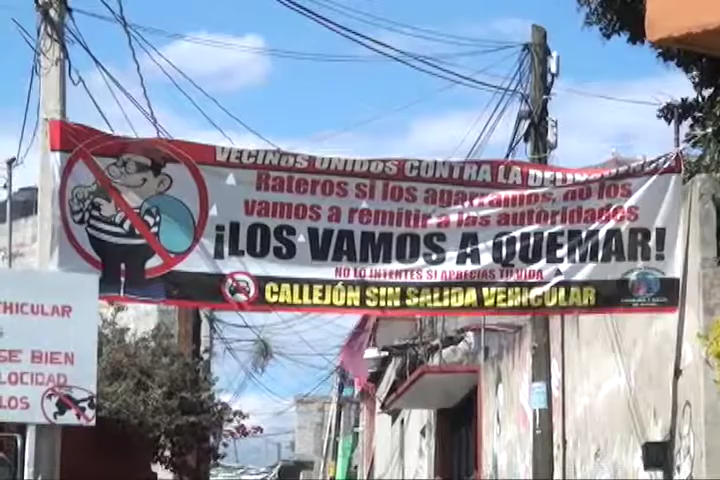 VECINOS UNIDOS CONTRA LA DELINCUENCIA
Rateros si los agarramos, no los
vamos a remitir a las autoridades
¡LOS VAMOS A QUEMAR!
NO LO INTENTES SI APRECIAS TU VIDA
CALLEJÓN SIN SALIDA VEHICULAR
VEHICULAR
SE BIEN
LOCIDAD
LOS